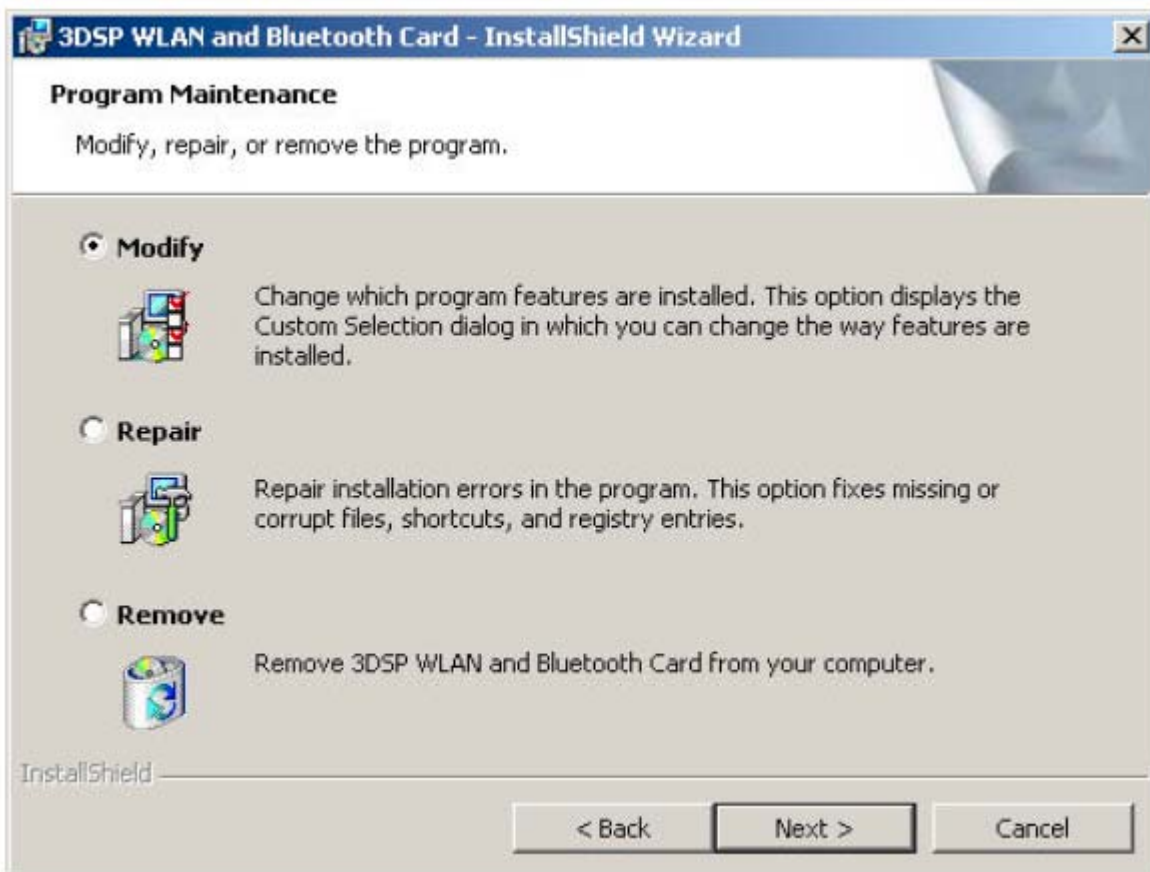 3DSP WLAN and Bluetooth Card - InstallShield Wizard
Program Maintenance
Modify, repair, or remove the program.
Modify
Change which program features are installed. This option displays the
Custom Selection dialog in which you can change the way features are
installed.
Repair
Repair installation errors in the program. This option fixes missing or
corrupt files, shortcuts, and registry entries.
Remove
Remove 3DSP WLAN and Bluetooth Card from your computer.
InstallShield
< Back
Next >
Cancel